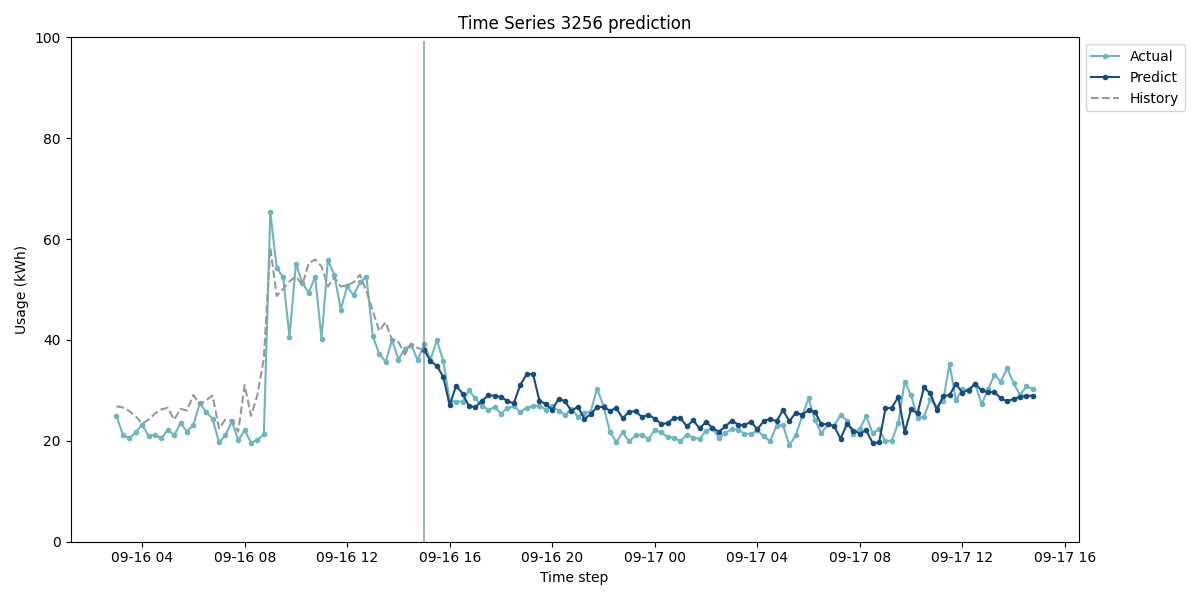 Time Series 3256 prediction
100
80
60
40
20
0
Usage (kWh)
09-16 04
09-16 08
09-16 12
09-16 16
09-16 20
09-17 00
09-17 04
09-17 08
09-17 12
09-17 16
Time step
Actual
Predict
History